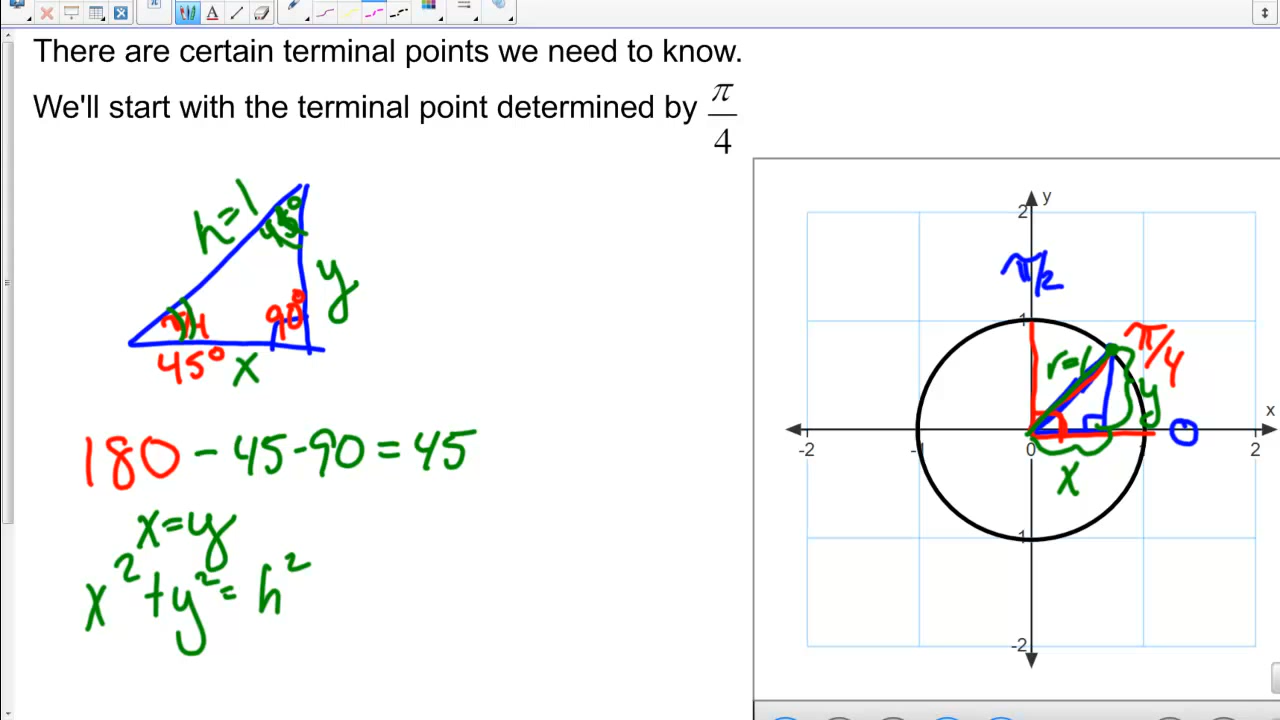 There are certain terminal points we need to know.
We'll start with the terminal point determined by π/4
h=1
45°
y
π/4
90°
45° x
180 - 45 - 90 = 45
x=y
x² + y² = h²
y
2
π/2
1
π/4
r=1
y
x
-2
-1
0
1
2
0
x
-1
-2